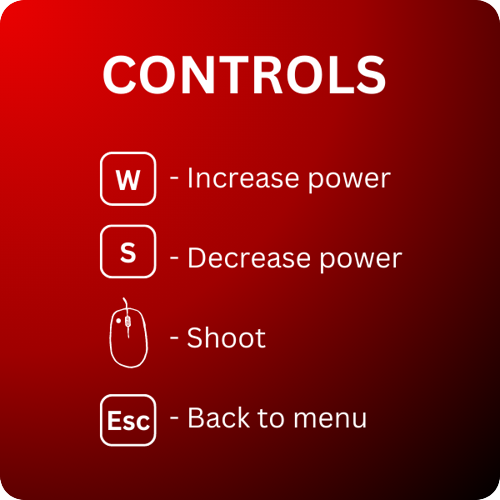 CONTROLS
W - Increase power
S - Decrease power
- Shoot
Esc - Back to menu